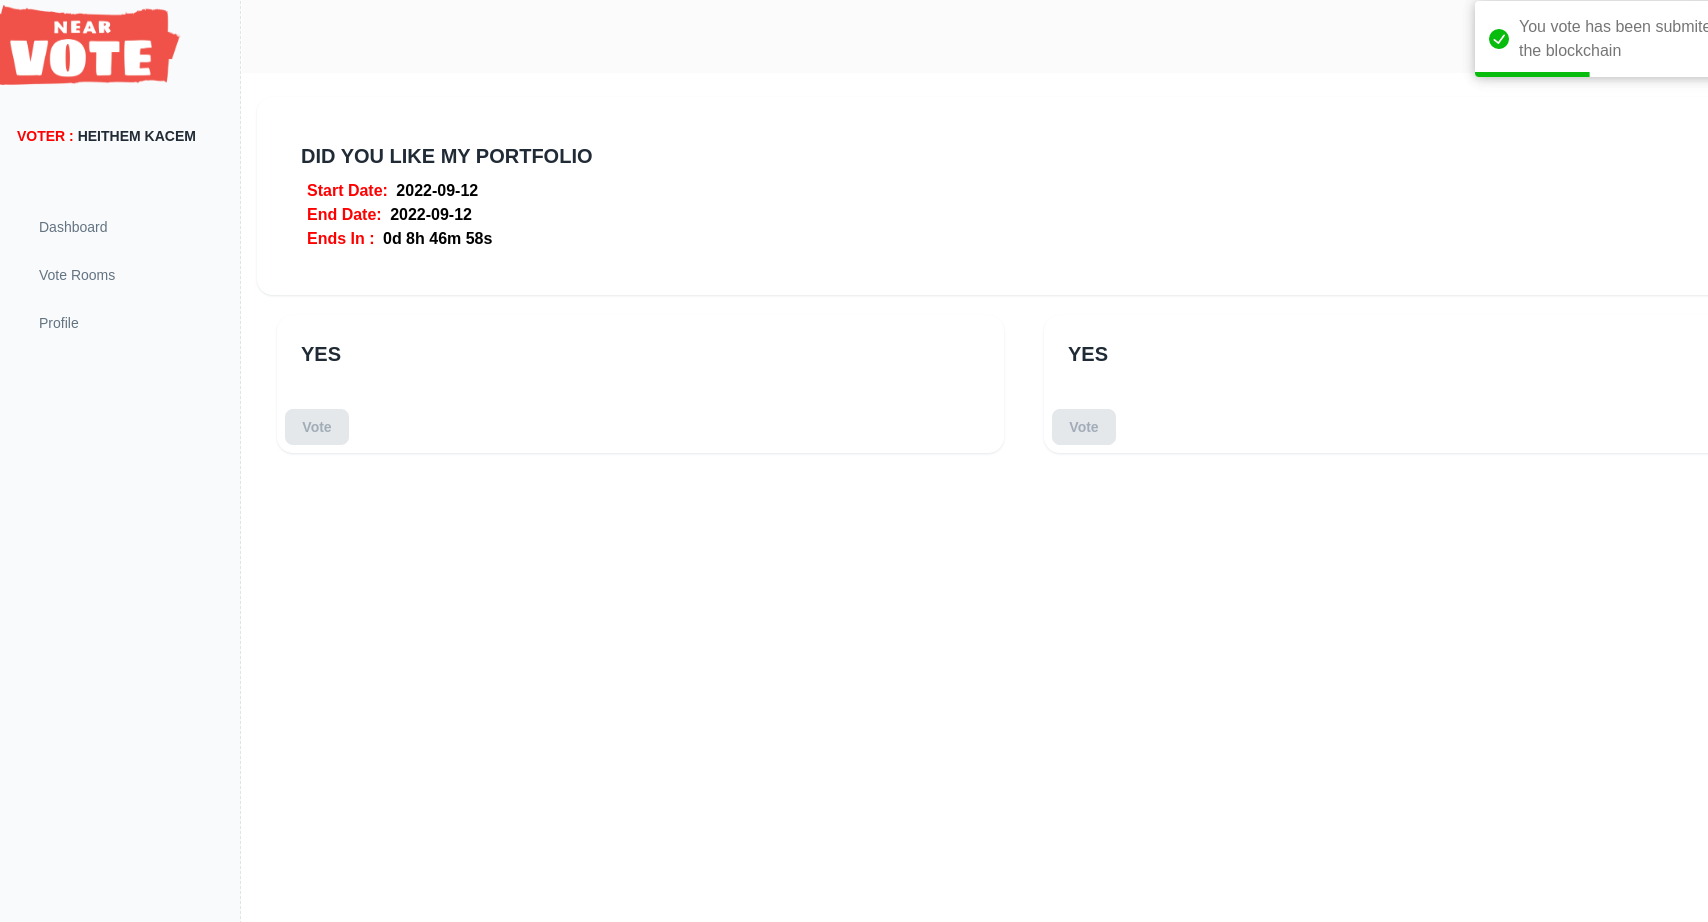 NEAR
VOTE
You vote has been submite
the blockchain
VOTER : HEITHEM KACEM
DID YOU LIKE MY PORTFOLIO
Start Date: 2022-09-12
End Date: 2022-09-12
Ends In : 0d 8h 46m 58s
Dashboard
Vote Rooms
Profile
YES
Vote
YES
Vote